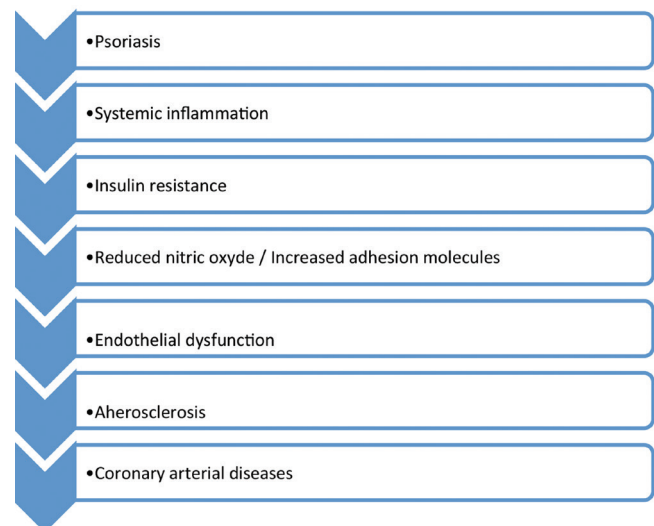 •Psoriasis
•Systemic inflammation
•Insulin resistance
•Reduced nitric oxyde / Increased adhesion molecules
•Endothelial dysfunction
•Aherosclerosis
•Coronary arterial diseases